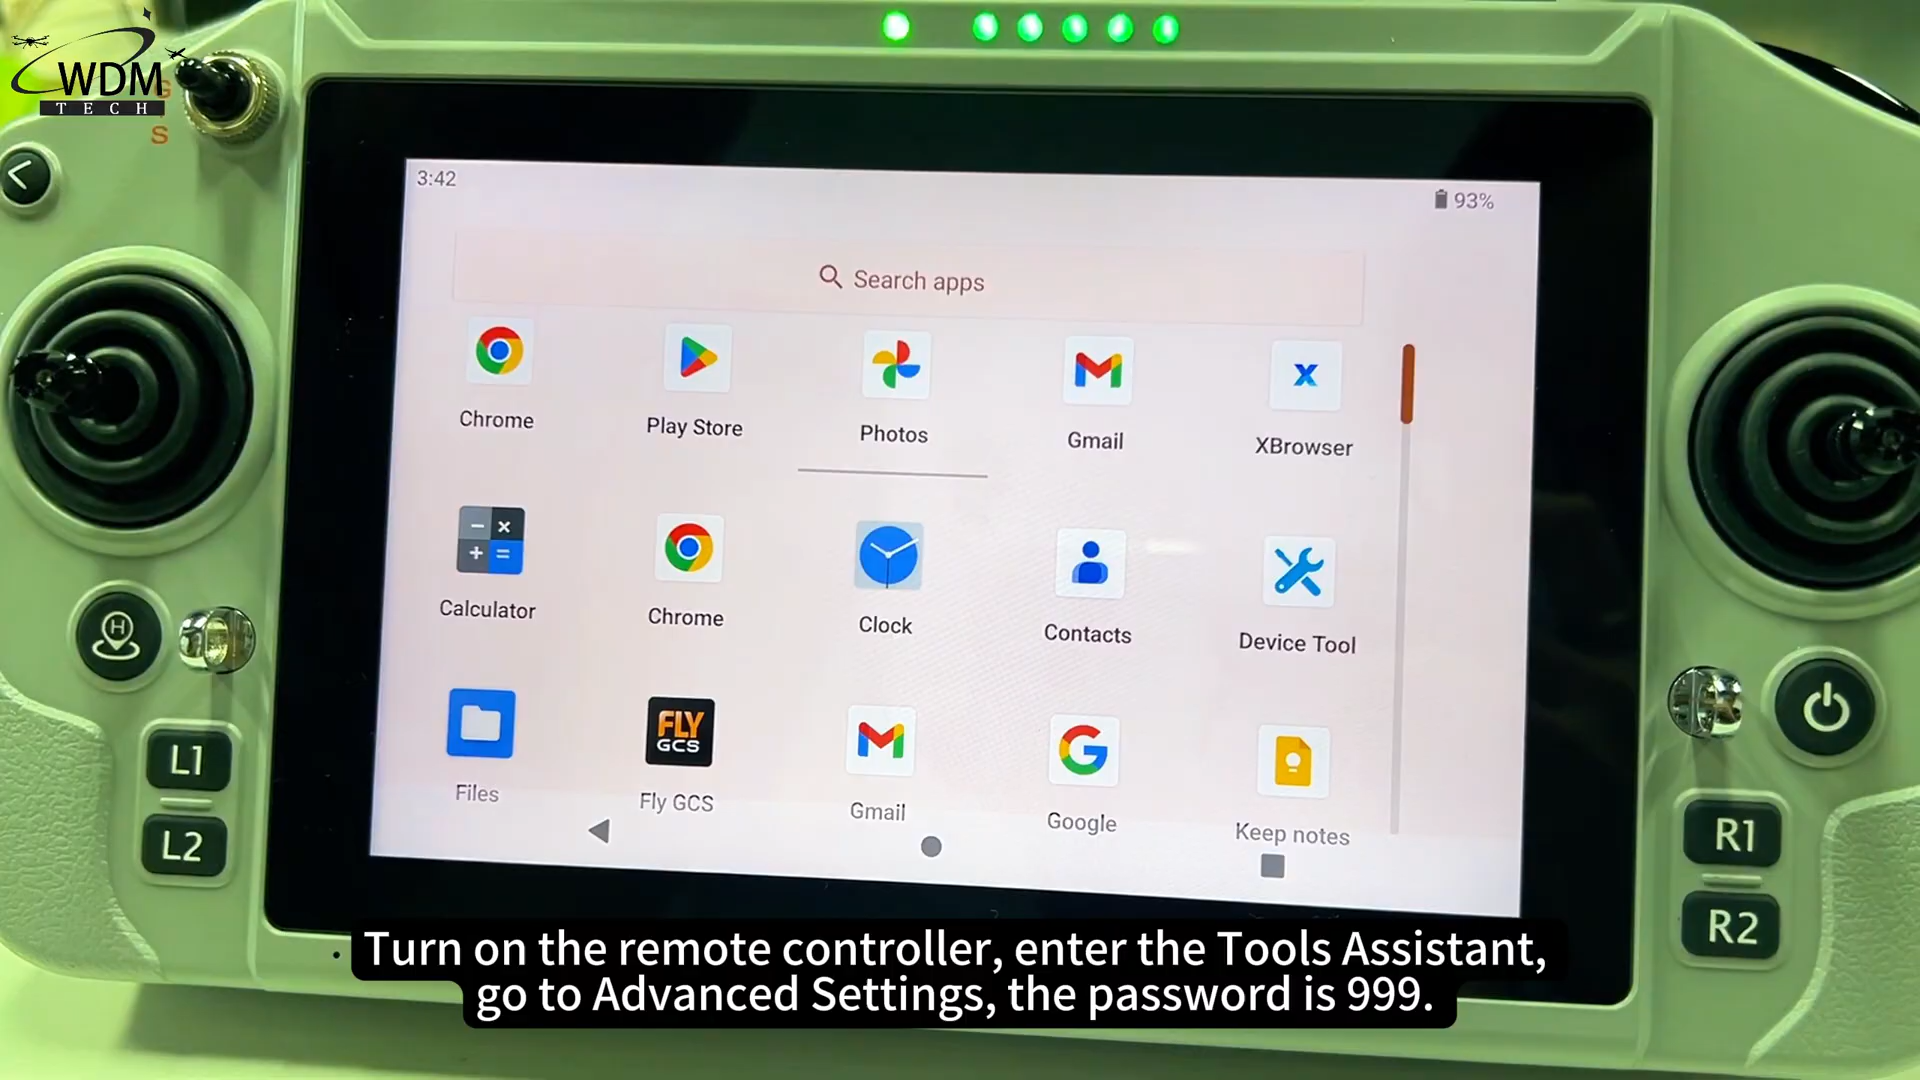 WDM
TECH
G
S
3:42
93%
Search apps
Chrome
Play Store
Photos
Gmail
XBrowser
Calculator
Chrome
Clock
Contacts
Device Tool
FLY
GCS
Files
Fly GCS
Gmail
Google
Keep notes
H
L1
L2
R1
R2
Turn on the remote controller, enter the Tools Assistant,
go to Advanced Settings, the password is 999.